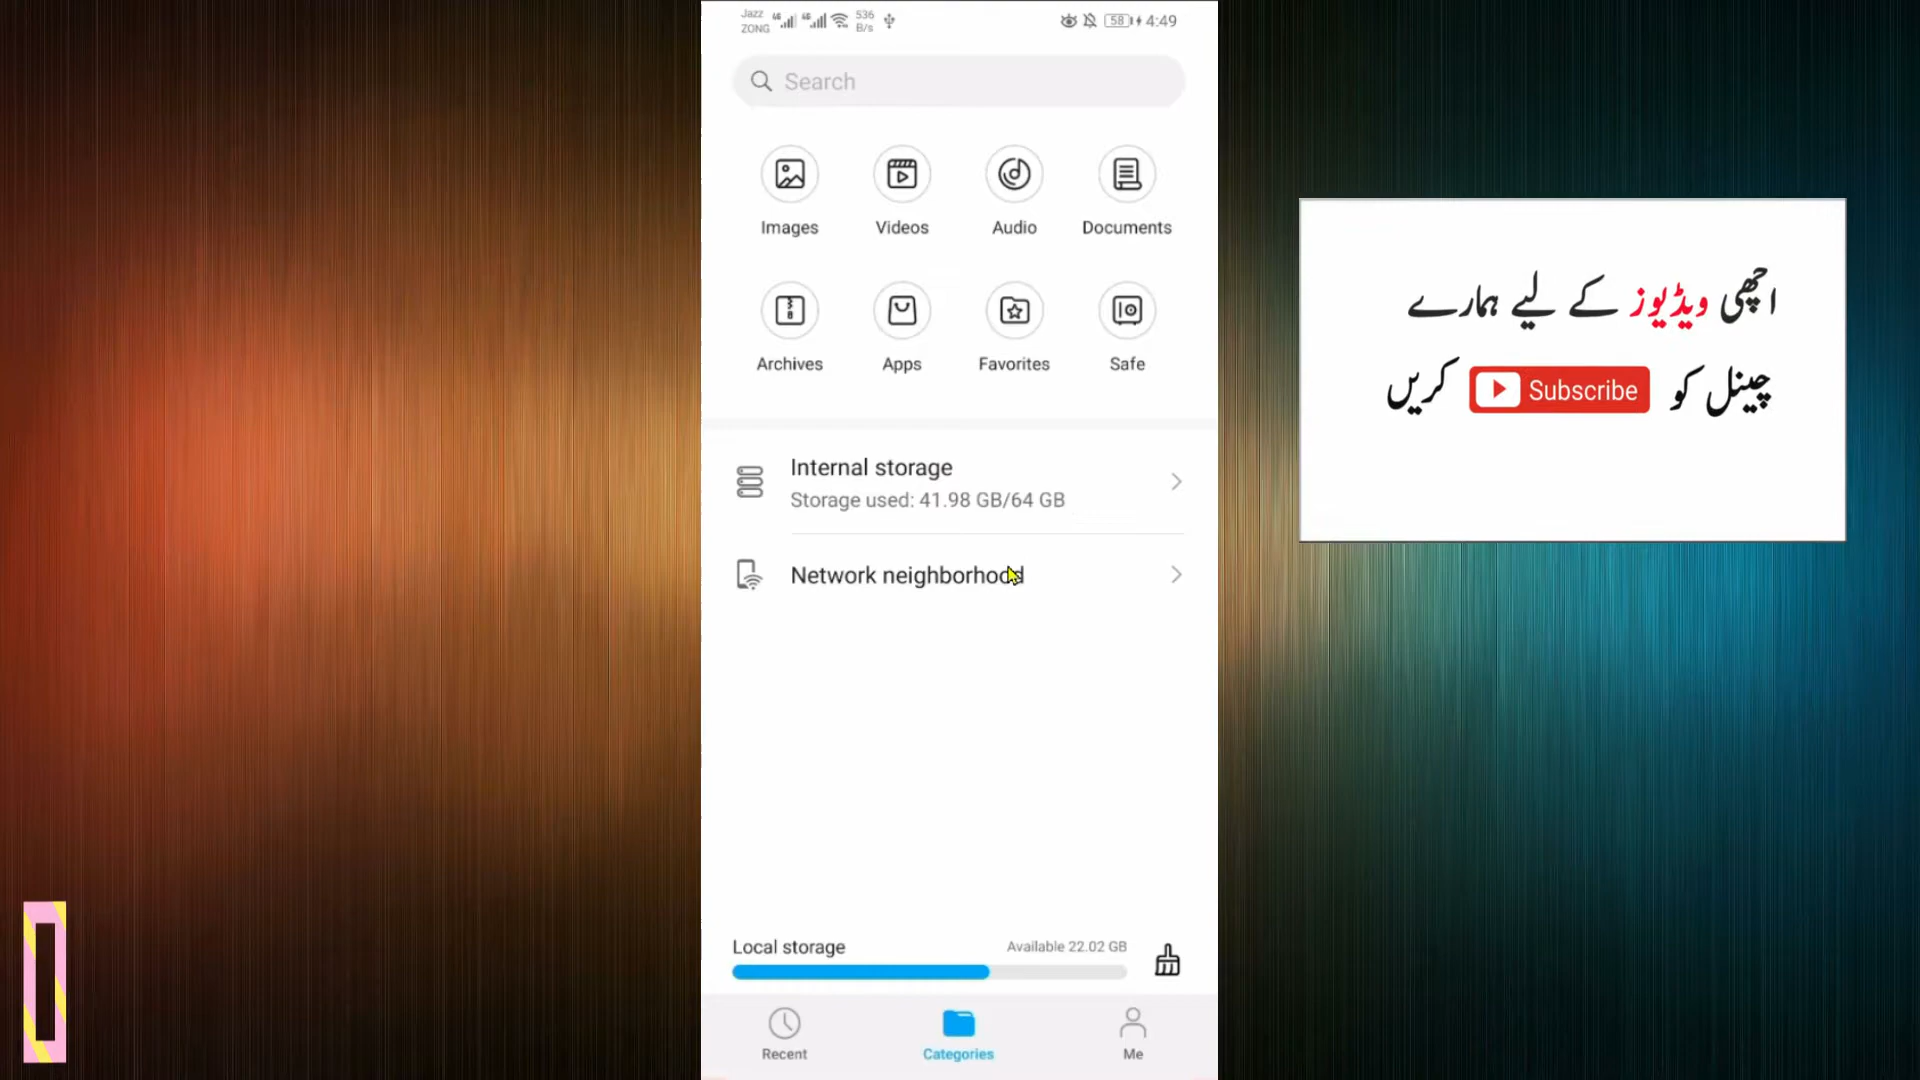 Jazz
ZONG
536
B/s
58
4:49
Search
Images
Videos
Audio
Documents
Archives
Apps
Favorites
Safe
Internal storage
Storage used: 41.98 GB/64 GB
Network neighborhood
Local storage
Available 22.02 GB
Recent
Categories
Me
اچھی ویڈیوز کے لیے ہمارے
چینل کو Subscribe کریں